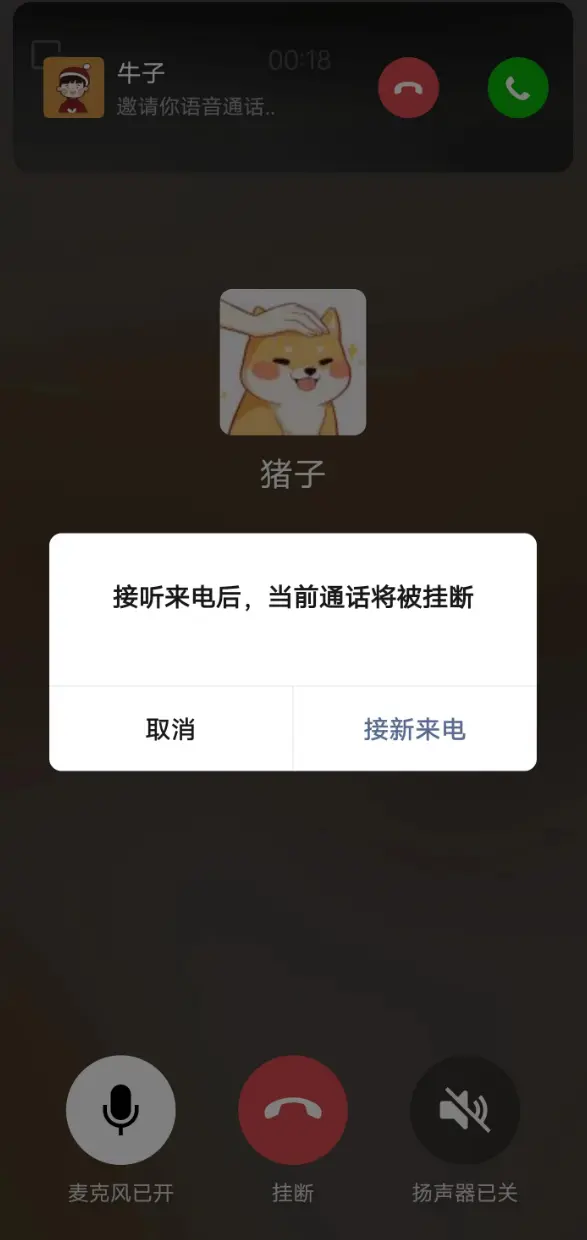 00:18
牛子
邀请你语音通话..
猪子
接听来电后，当前通话将被挂断
取消
接新来电
麦克风已开
挂断
扬声器已关